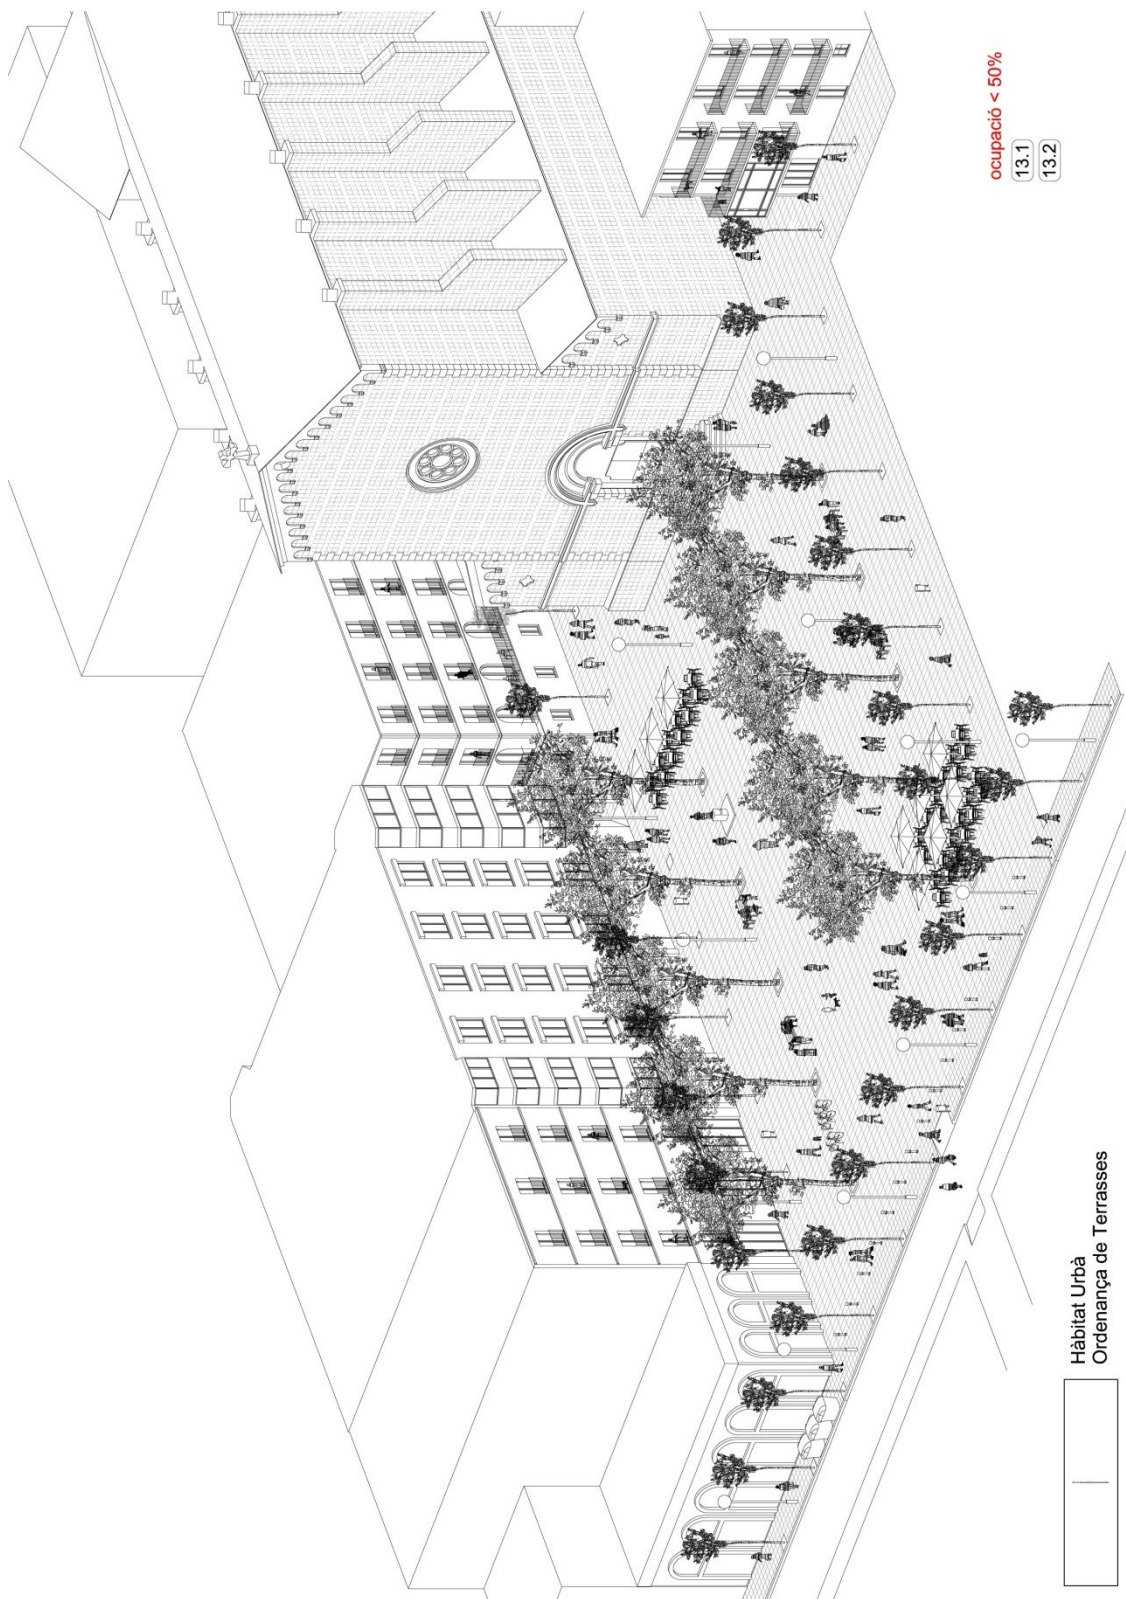 ocupació < 50%
13.1
13.2
Hàbitat Urbà
Ordenança de Terrasses